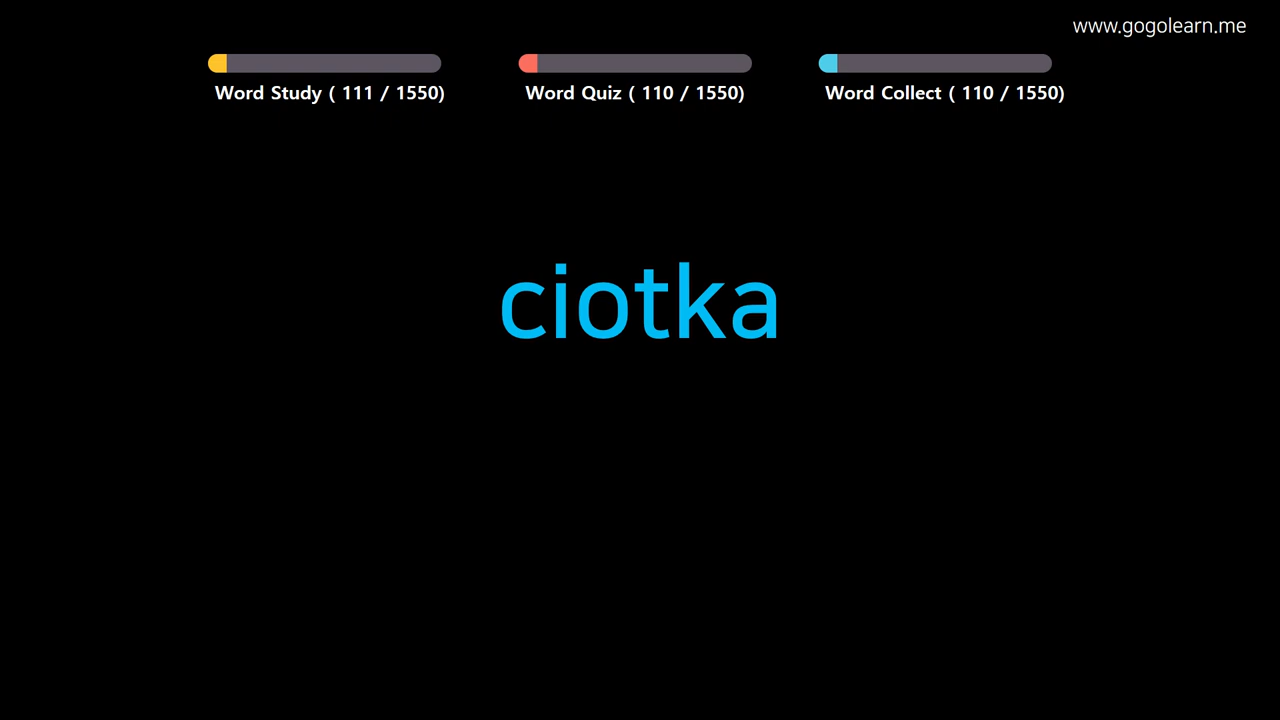 www.gogolearn.me
Word Study ( 111 / 1550)
Word Quiz ( 110 / 1550)
Word Collect ( 110 / 1550)
ciotka